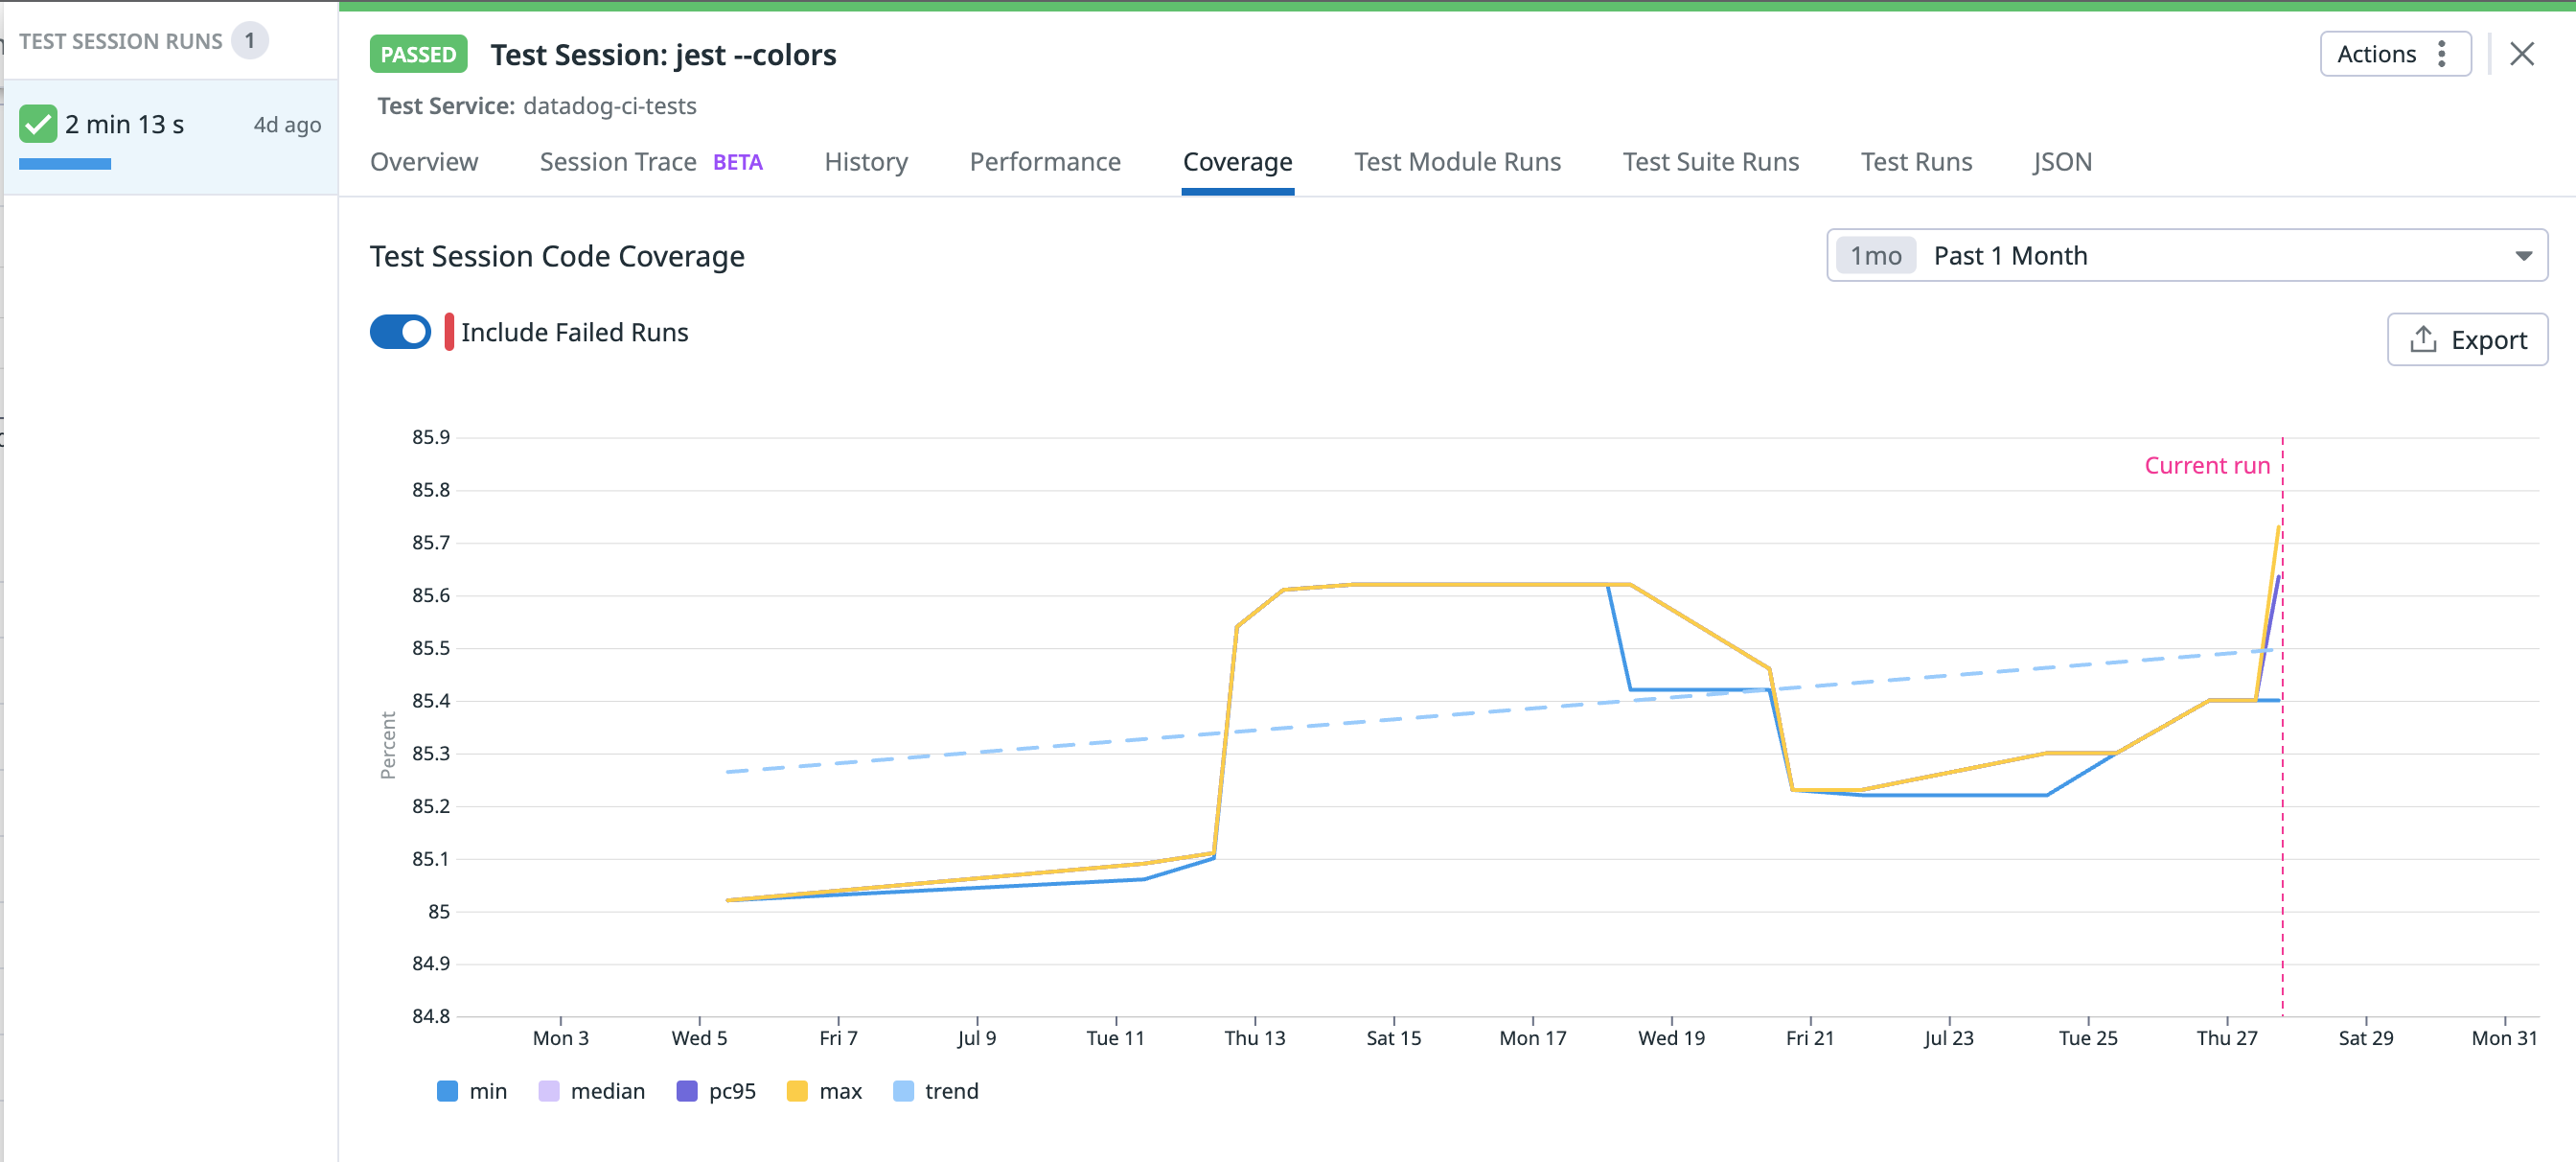 TEST SESSION RUNS 1
2 min 13 s 4d ago
PASSED Test Session: jest --colors
Actions
Test Service: datadog-ci-tests
Overview Session Trace BETA History Performance Coverage Test Module Runs Test Suite Runs Test Runs JSON
Test Session Code Coverage
1mo Past 1 Month
Include Failed Runs
Export
85.9
Current run
85.8
85.7
85.6
85.5
85.4
Percent
85.3
85.2
85.1
85
84.9
84.8
Mon 3 Wed 5 Fri 7 Jul 9 Tue 11 Thu 13 Sat 15 Mon 17 Wed 19 Fri 21 Jul 23 Tue 25 Thu 27 Sat 29 Mon 31
min median pc95 max trend